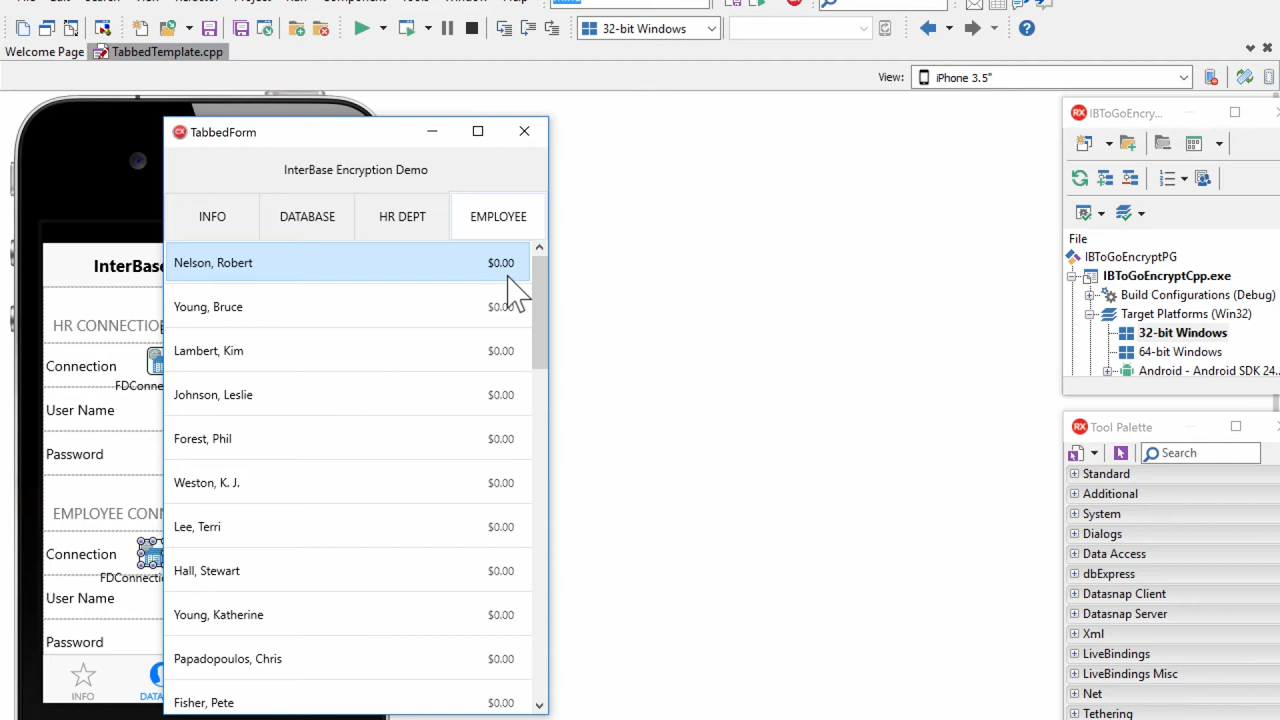 32-bit Windows
Welcome Page
TabbedTemplate.cpp
View:
iPhone 3.5"
InterBase
HR CONNECTIO
Connection
FDConne
User Name
Password
EMPLOYEE CONN
Connection
FDConnecti
User Name
Password
INFO
DATA
TabbedForm
InterBase Encryption Demo
INFO
DATABASE
HR DEPT
EMPLOYEE
Nelson, Robert $0.00
Young, Bruce $0.00
Lambert, Kim $0.00
Johnson, Leslie $0.00
Forest, Phil $0.00
Weston, K. J. $0.00
Lee, Terri $0.00
Hall, Stewart $0.00
Young, Katherine $0.00
Papadopoulos, Chris $0.00
Fisher, Pete $0.00
IBToGoEncry...
File
IBToGoEncryptPG
IBToGoEncryptCpp.exe
Build Configurations (Debug)
Target Platforms (Win32)
32-bit Windows
64-bit Windows
Android - Android SDK 24...
Tool Palette
Search
Standard
Additional
System
Dialogs
Data Access
dbExpress
Datasnap Client
Datasnap Server
Xml
LiveBindings
LiveBindings Misc
Net
Tethering